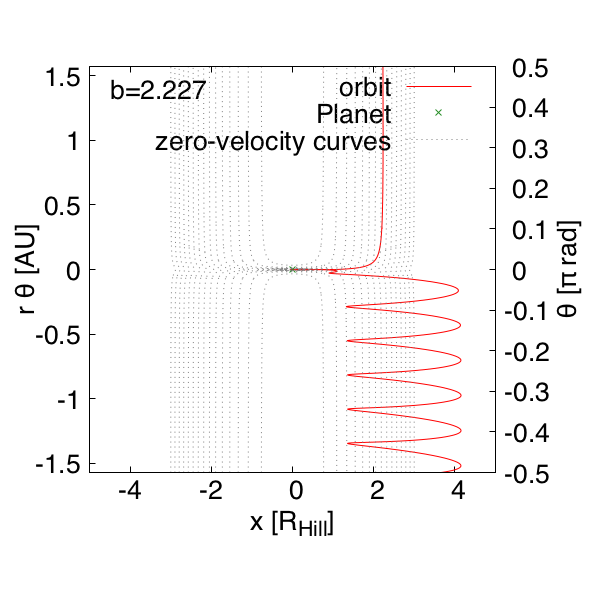 b=2.227
orbit
Planet
zero-velocity curves
1.5
1
0.5
0
-0.5
-1
-1.5
r θ [AU]
0.5
0.4
0.3
0.2
0.1
0
-0.1
-0.2
-0.3
-0.4
-0.5
θ [π rad]
-4 -2 0 2 4
x [R_Hill]